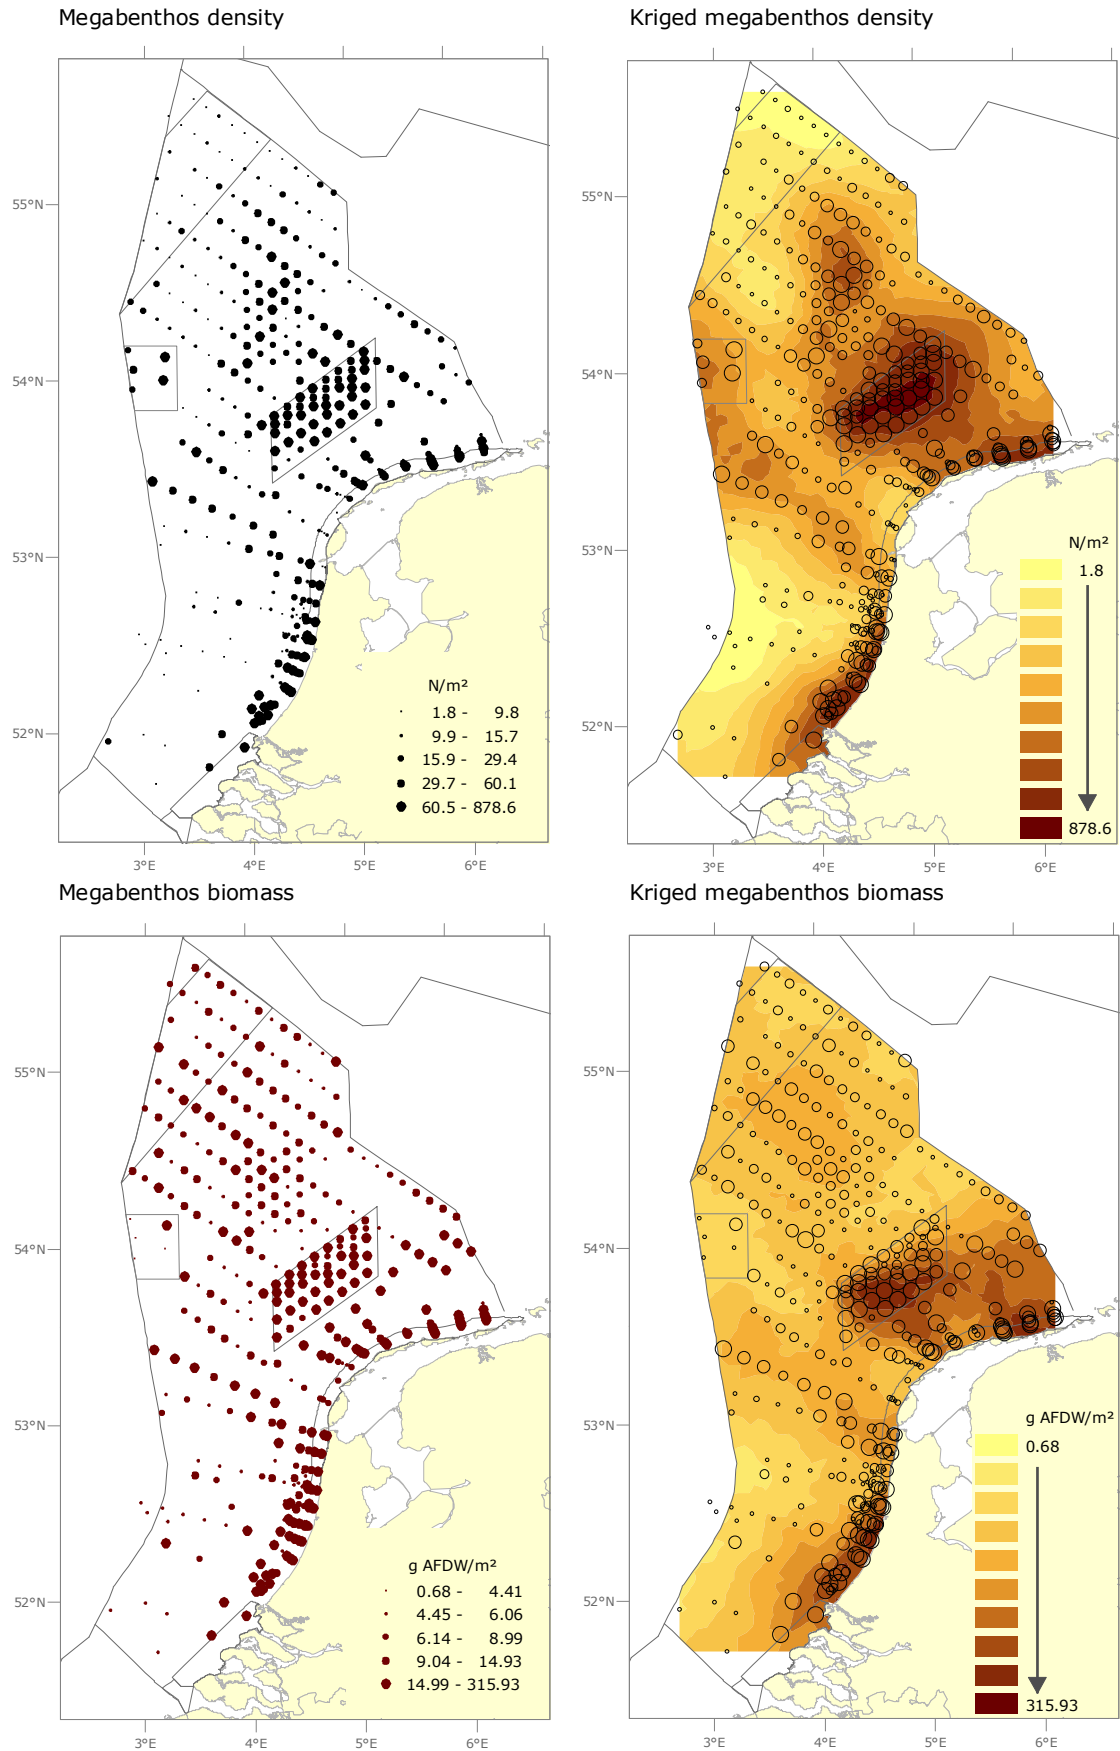 Megabenthos density
Kriged megabenthos density
55°N
54°N
53°N
52°N
3°E 4°E 5°E 6°E
N/m²
1.8 - 9.8
9.9 - 15.7
15.9 - 29.4
29.7 - 60.1
60.5 - 878.6
55°N
54°N
53°N
52°N
3°E 4°E 5°E 6°E
N/m²
1.8
878.6
Megabenthos biomass
Kriged megabenthos biomass
55°N
54°N
53°N
52°N
3°E 4°E 5°E 6°E
g AFDW/m²
0.68 - 4.41
4.45 - 6.06
6.14 - 8.99
9.04 - 14.93
14.99 - 315.93
55°N
54°N
53°N
52°N
3°E 4°E 5°E 6°E
g AFDW/m²
0.68
315.93